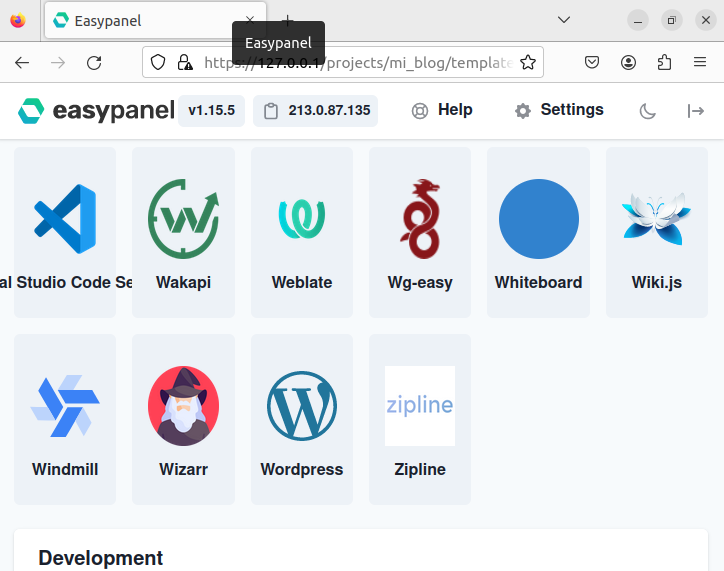 Easypanel
Easypanel
https://127.0.0.1/projects/mi_blog/template
easypanel
v1.15.5
213.0.87.135
Help
Settings
al Studio Code Se
Wakapi
Weblate
Wg-easy
Whiteboard
Wiki.js
Windmill
Wizarr
Wordpress
zipline
Zipline
Development